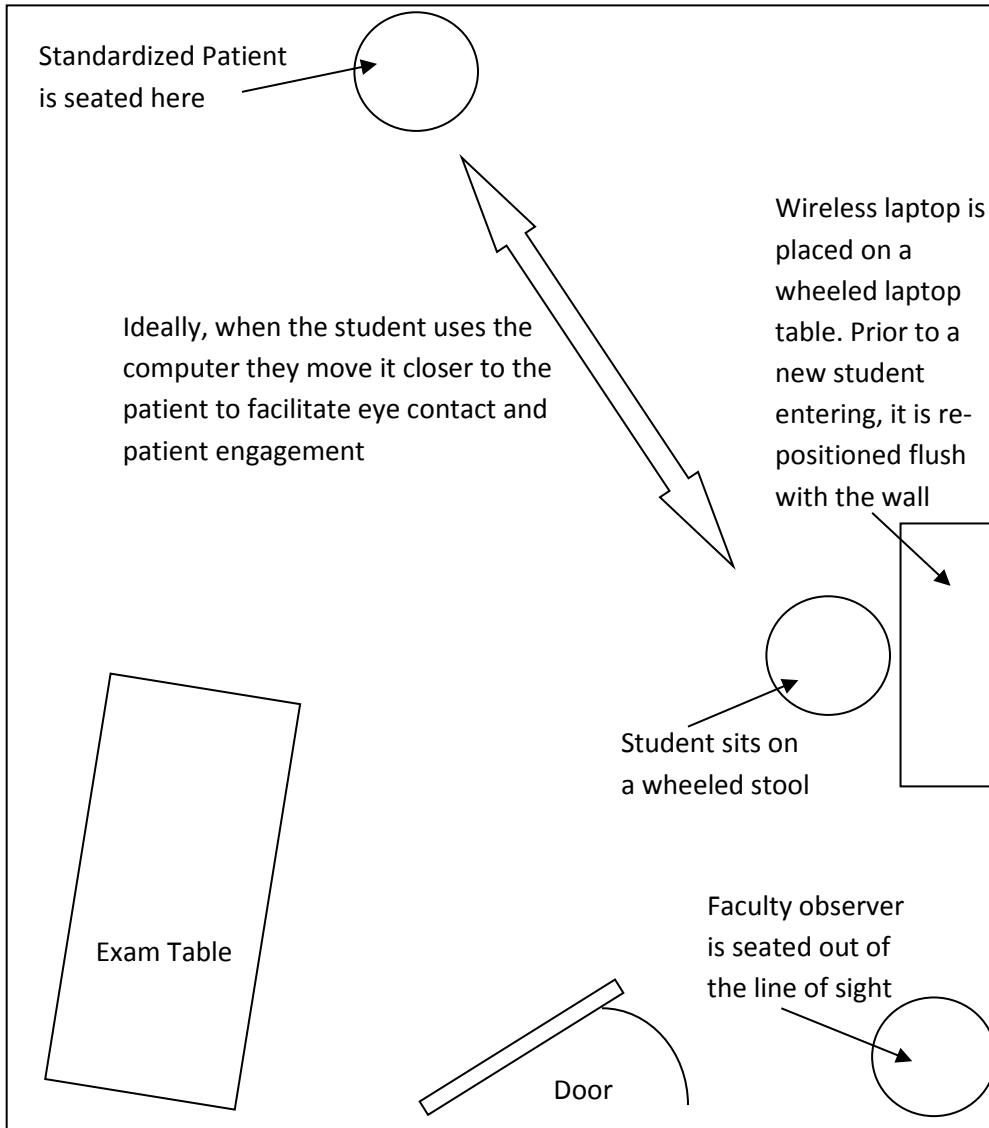 Standardized Patient
is seated here
Wireless laptop is
placed on a
wheeled laptop
table. Prior to a
new student
entering, it is re-
positioned flush
with the wall
Ideally, when the student uses the
computer they move it closer to the
patient to facilitate eye contact and
patient engagement
Student sits on
a wheeled stool
Exam Table
Faculty observer
is seated out of
the line of sight
Door